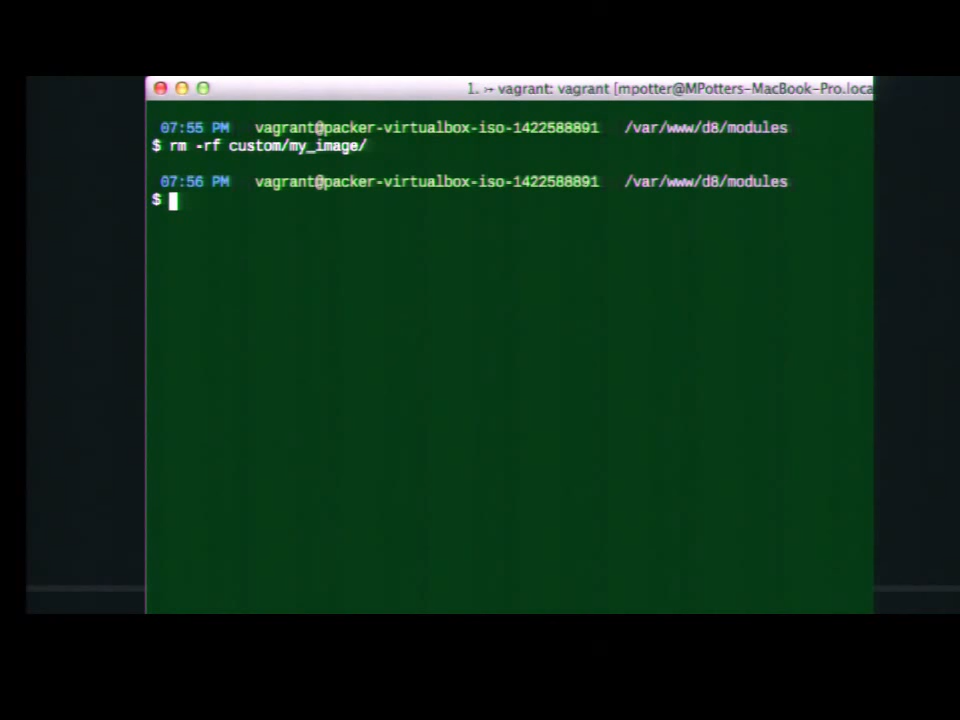 1. ⤖ vagrant: vagrant [mpotter@MPotters-MacBook-Pro.loca
07:55 PM vagrant@packer-virtualbox-iso-1422588891 /var/www/d8/modules
$ rm -rf custom/my_image/
07:56 PM vagrant@packer-virtualbox-iso-1422588891 /var/www/d8/modules
$